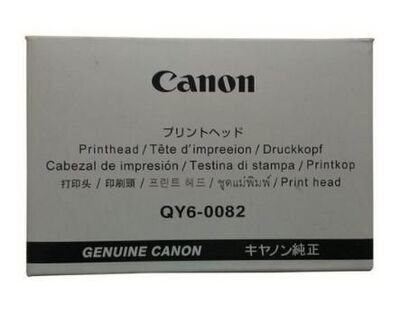 Canon
プリントヘッド
Printhead / Tête d'impreeion / Druckkopf
Cabezal de impresión / Testina di stampa / Printkop
打印头 / 印刷頭 / 프린트 헤드 / ชุดแม่พิมพ์ / Print head
QY6-0082
GENUINE CANON キヤノン純正